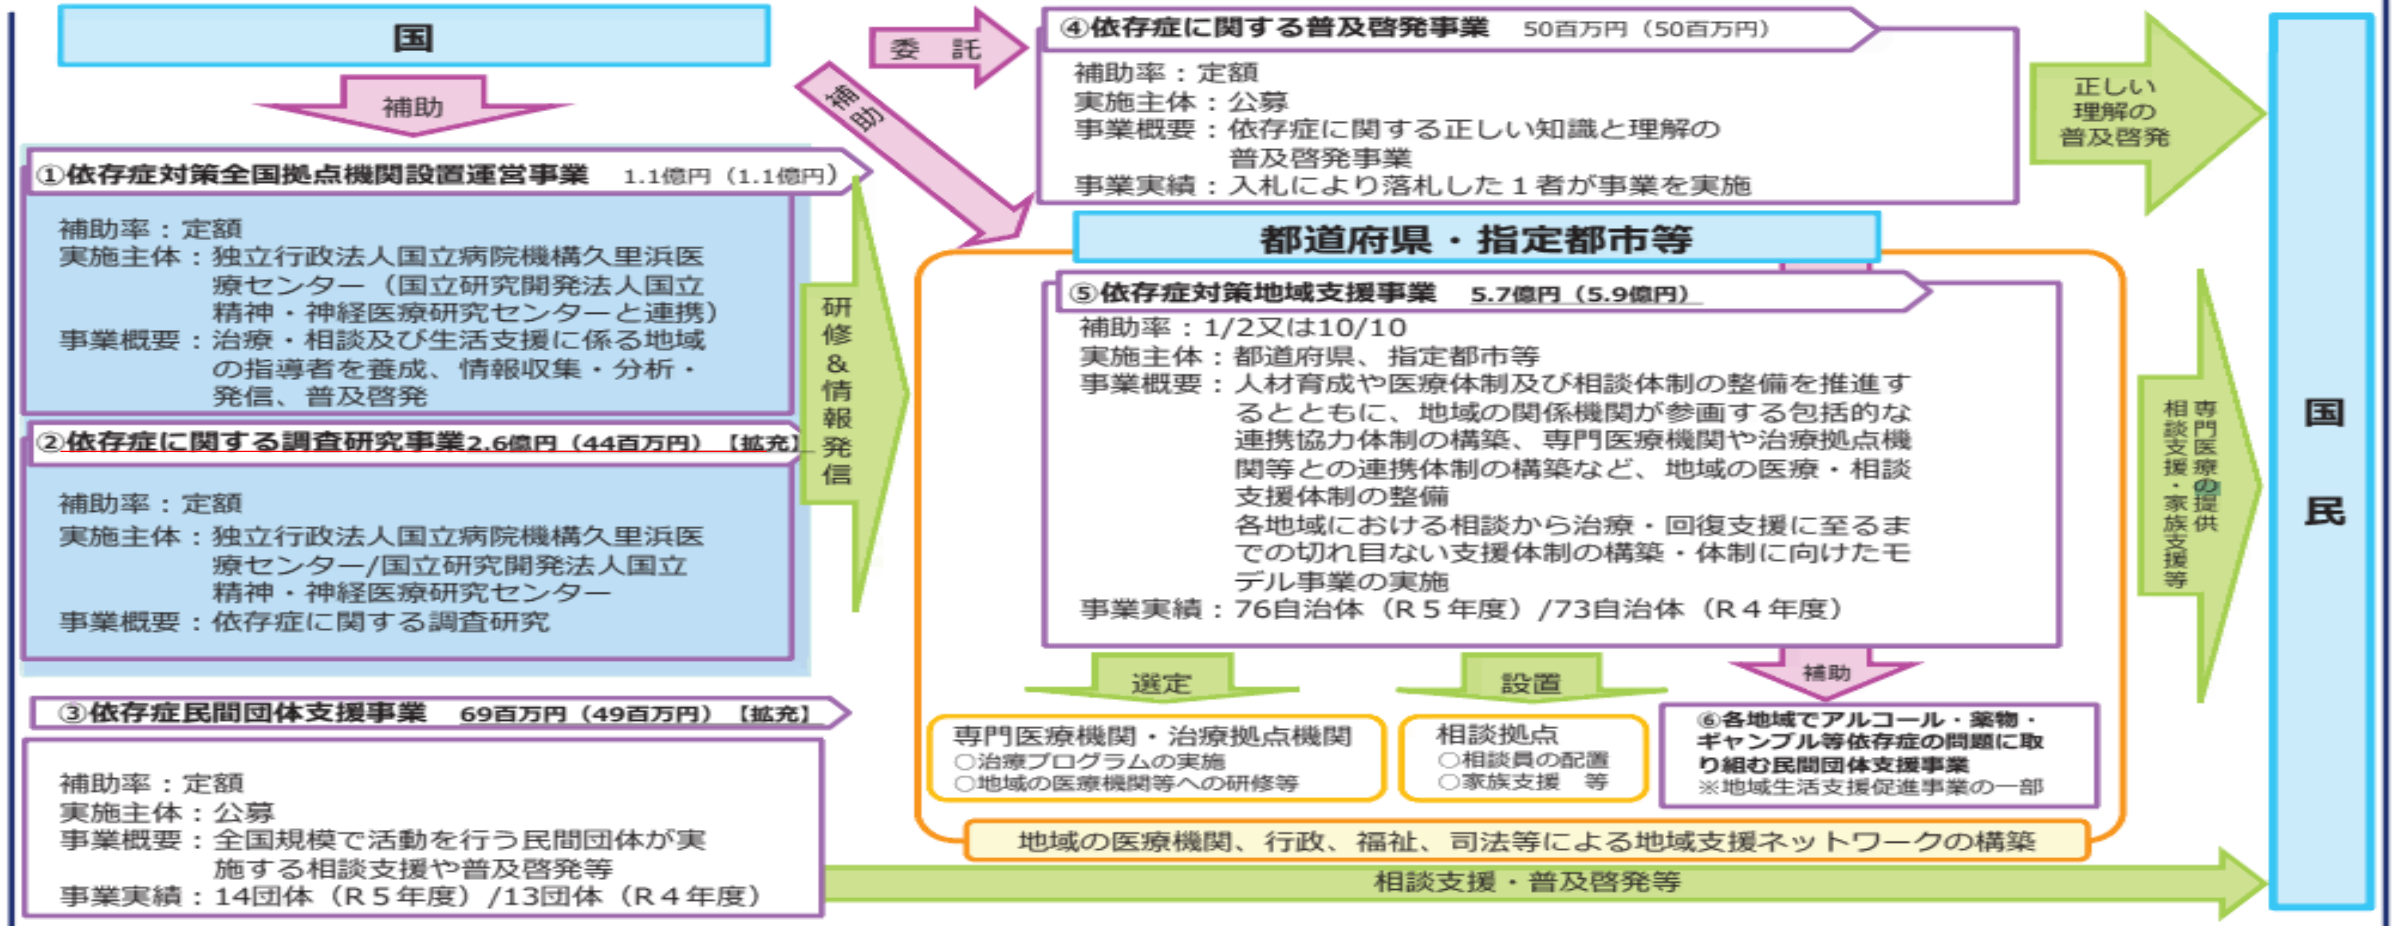 国
補助
①依存症対策全国拠点機関設置運営事業　1.1億円（1.1億円）
補助率：定額
実施主体：独立行政法人国立病院機構久里浜医
療センター（国立研究開発法人国立
精神・神経医療研究センターと連携）
事業概要：治療・相談及び生活支援に係る地域
の指導者を養成、情報収集・分析・
発信、普及啓発
②依存症に関する調査研究事業2.6億円（44百万円）【拡充】
補助率：定額
実施主体：独立行政法人国立病院機構久里浜医
療センター/国立研究開発法人国立
精神・神経医療研究センター
事業概要：依存症に関する調査研究
③依存症民間団体支援事業　69百万円（49百万円）【拡充】
補助率：定額
実施主体：公募
事業概要：全国規模で活動を行う民間団体が実
施する相談支援や普及啓発等
事業実績：14団体（R５年度）/13団体（R４年度）
研修＆情報発信
委　託
補助
④依存症に関する普及啓発事業　50百万円（50百万円）
補助率：定額
実施主体：公募
事業概要：依存症に関する正しい知識と理解の
普及啓発事業
事業実績：入札により落札した１者が事業を実施
正しい
理解の
普及啓発
都道府県・指定都市等
⑤依存症対策地域支援事業　5.7億円（5.9億円）
補助率：1/2又は10/10
実施主体：都道府県、指定都市等
事業概要：人材育成や医療体制及び相談体制の整備を推進す
るとともに、地域の関係機関が参画する包括的な
連携協力体制の構築、専門医療機関や治療拠点機
関等との連携体制の構築など、地域の医療・相談
支援体制の整備
各地域における相談から治療・回復支援に至るま
での切れ目ない支援体制の構築・体制に向けたモ
デル事業の実施
事業実績：76自治体（R５年度）/73自治体（R４年度）
選定
設置
補助
専門医療機関・治療拠点機関
○治療プログラムの実施
○地域の医療機関等への研修等
相談拠点
○相談員の配置
○家族支援　等
⑥各地域でアルコール・薬物・
ギャンブル等依存症の問題に取
り組む民間団体支援事業
※地域生活支援促進事業の一部
地域の医療機関、行政、福祉、司法等による地域支援ネットワークの構築
相談支援・普及啓発等
専門医療の提供
相談支援・家族支援等
国民